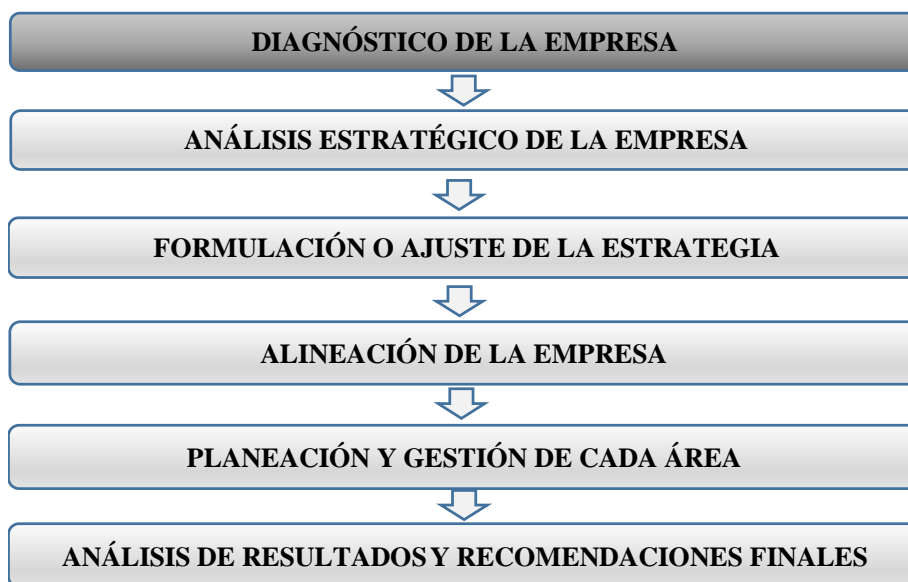 DIAGNÓSTICO DE LA EMPRESA
ANÁLISIS ESTRATÉGICO DE LA EMPRESA
FORMULACIÓN O AJUSTE DE LA ESTRATEGIA
ALINEACIÓN DE LA EMPRESA
PLANEACIÓN Y GESTIÓN DE CADA ÁREA
ANÁLISIS DE RESULTADOS Y RECOMENDACIONES FINALES